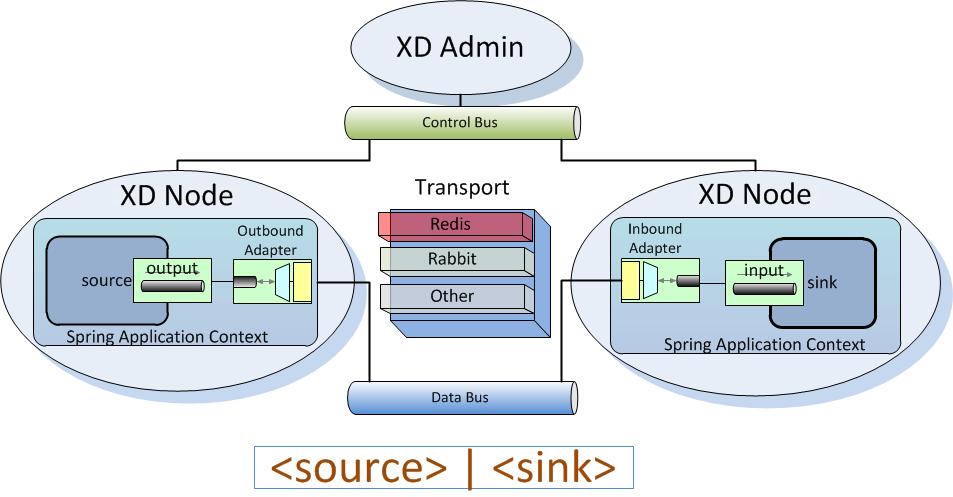 XD Admin
Control Bus
XD Node
Outbound
Adapter
source
output
Spring Application Context
Transport
Redis
Rabbit
Other
XD Node
Inbound
Adapter
input
sink
Spring Application Context
Data Bus
<source> | <sink>